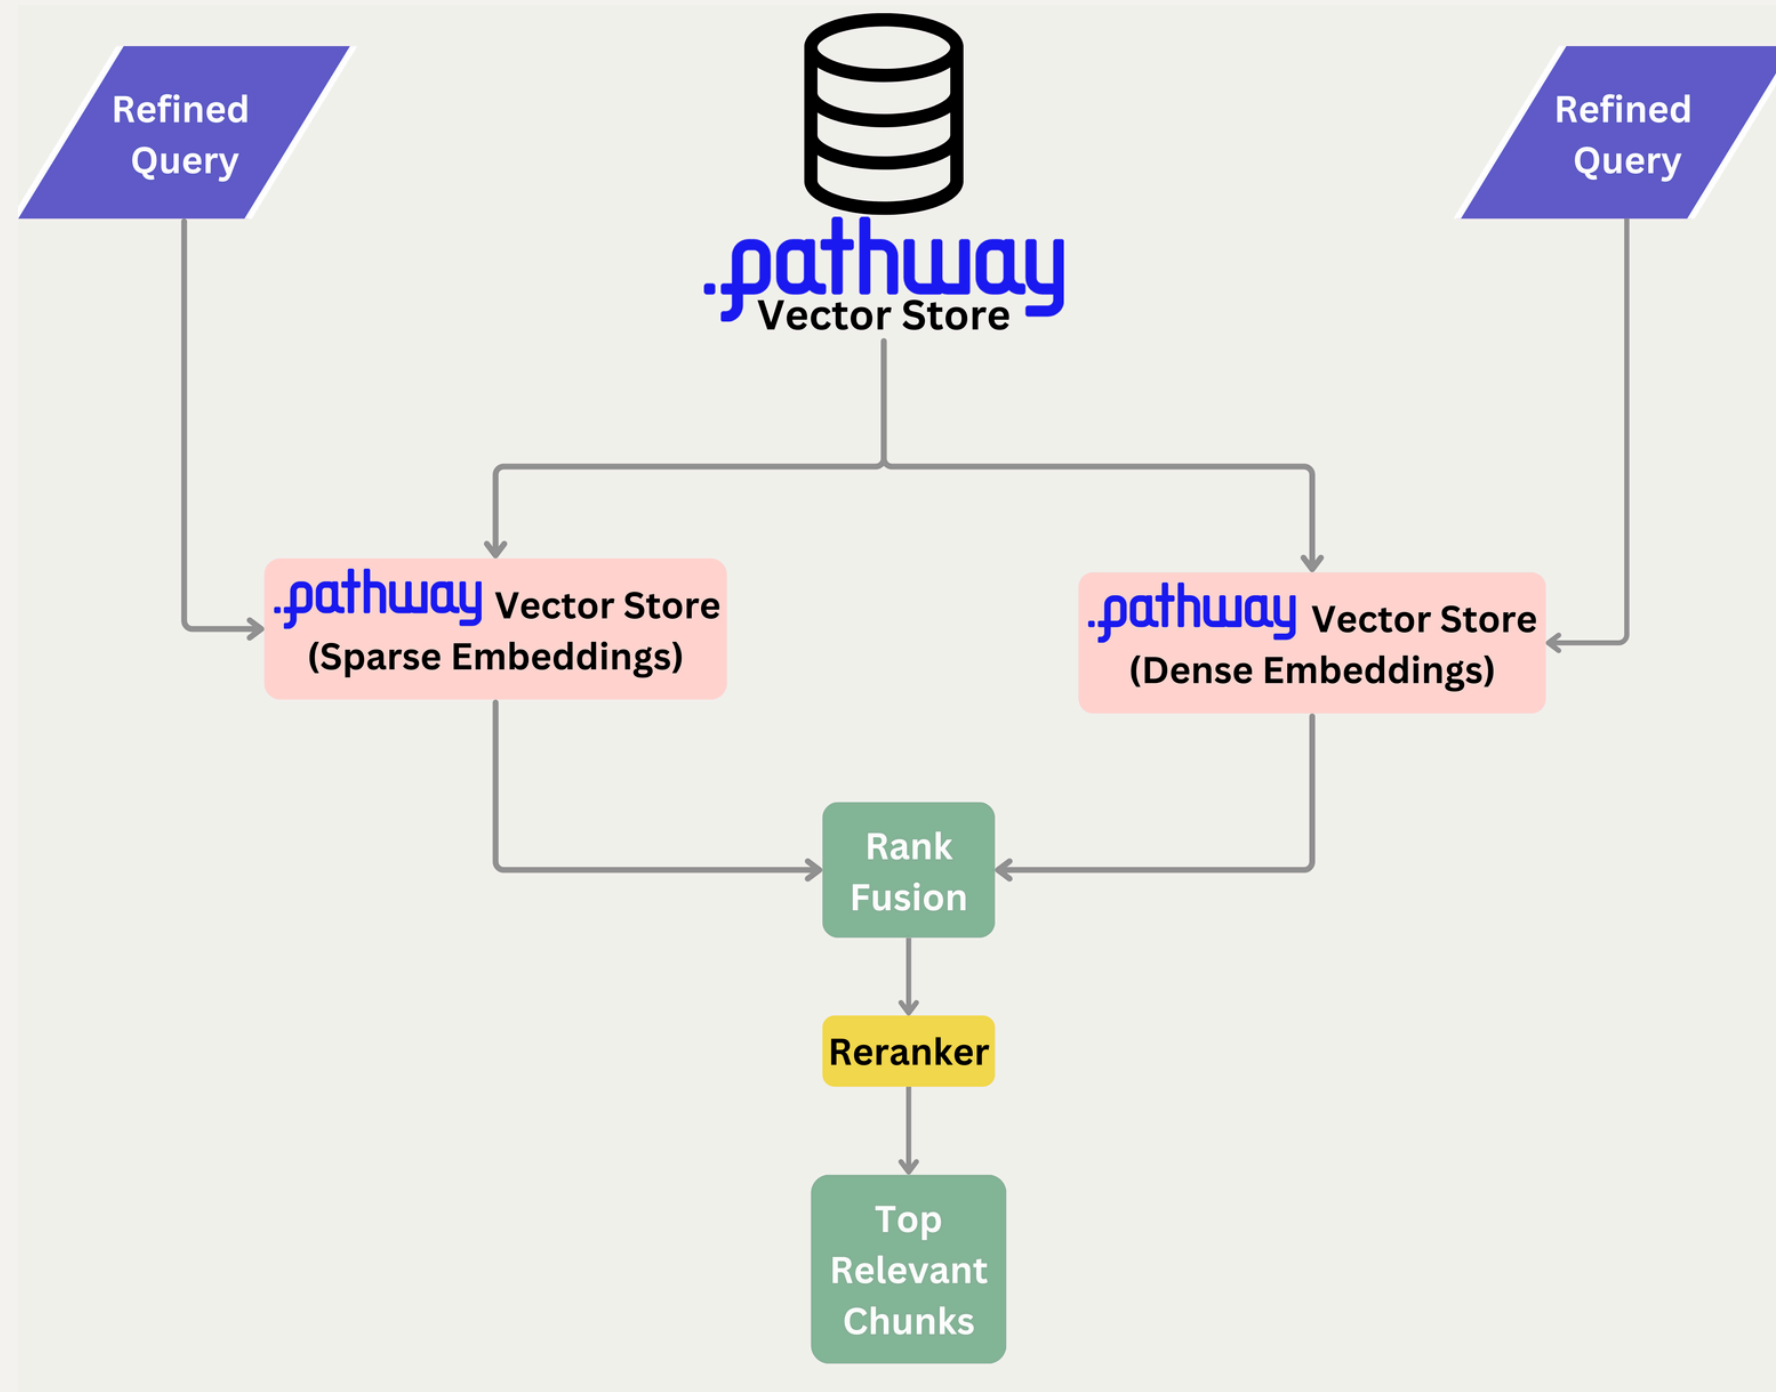 Refined
Query
.pathway
Vector Store
Refined
Query
.pathway Vector Store
(Sparse Embeddings)
.pathway Vector Store
(Dense Embeddings)
Rank
Fusion
Reranker
Top
Relevant
Chunks